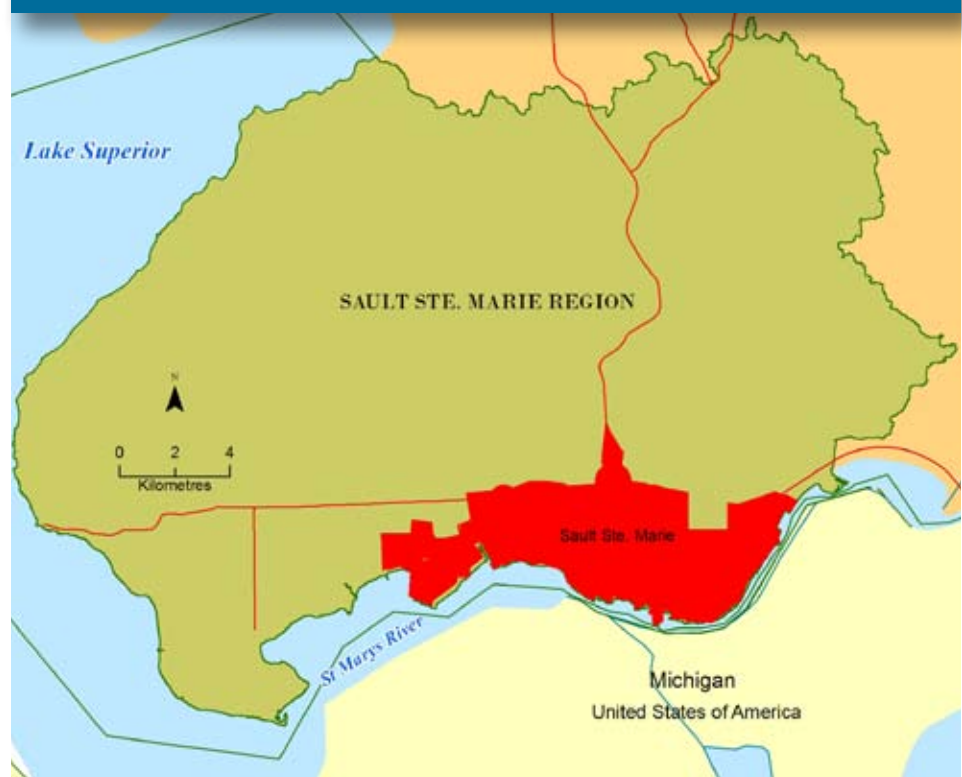 Lake Superior
SAULT STE. MARIE REGION
N
0 2 4
Kilometres
Sault Ste. Marie
St Marys River
Michigan
United States of America